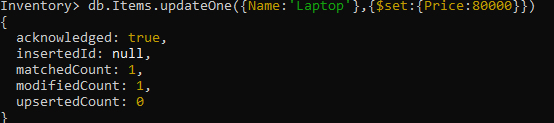 Inventory> db.Items.updateOne({Name:'Laptop'},{$set:{Price:80000}})
{
  acknowledged: true,
  insertedId: null,
  matchedCount: 1,
  modifiedCount: 1,
  upsertedCount: 0
}